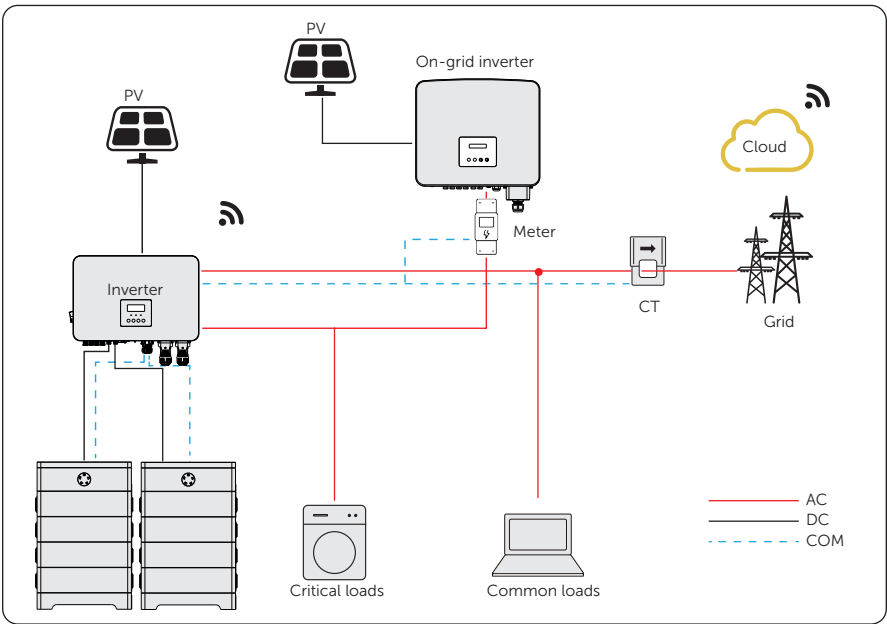 PV
On-grid inverter
PV
Cloud
Meter
Inverter
CT
Grid
AC
DC
COM
Critical loads
Common loads